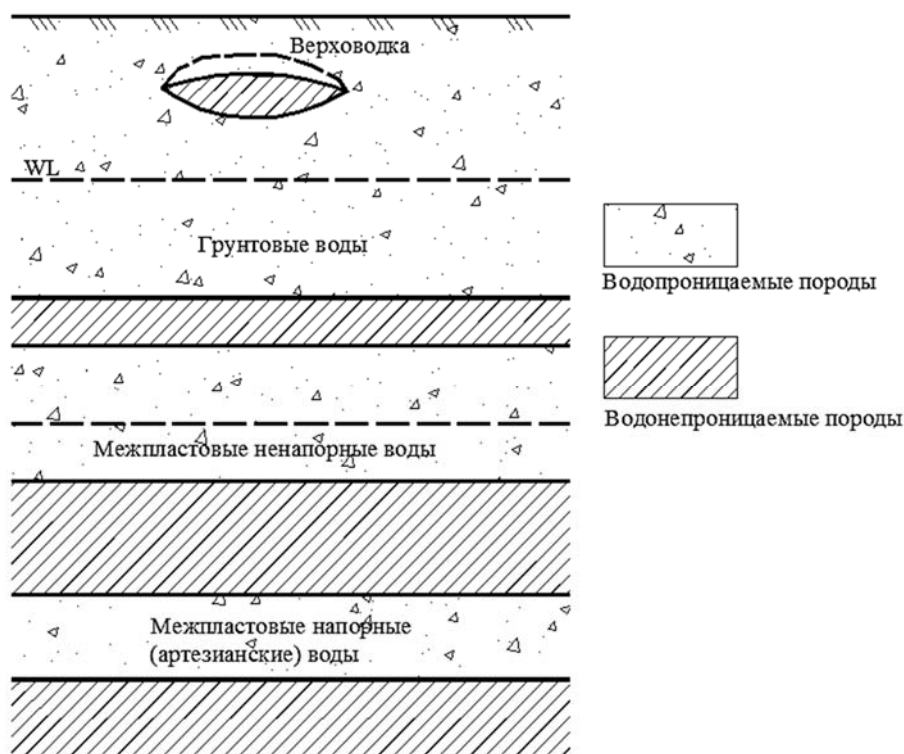 Верховодка
WL
Грунтовые воды
Водопроницаемые породы
Водонепроницаемые породы
Межпластовые ненапорные воды
Межпластовые напорные
(артезианские) воды